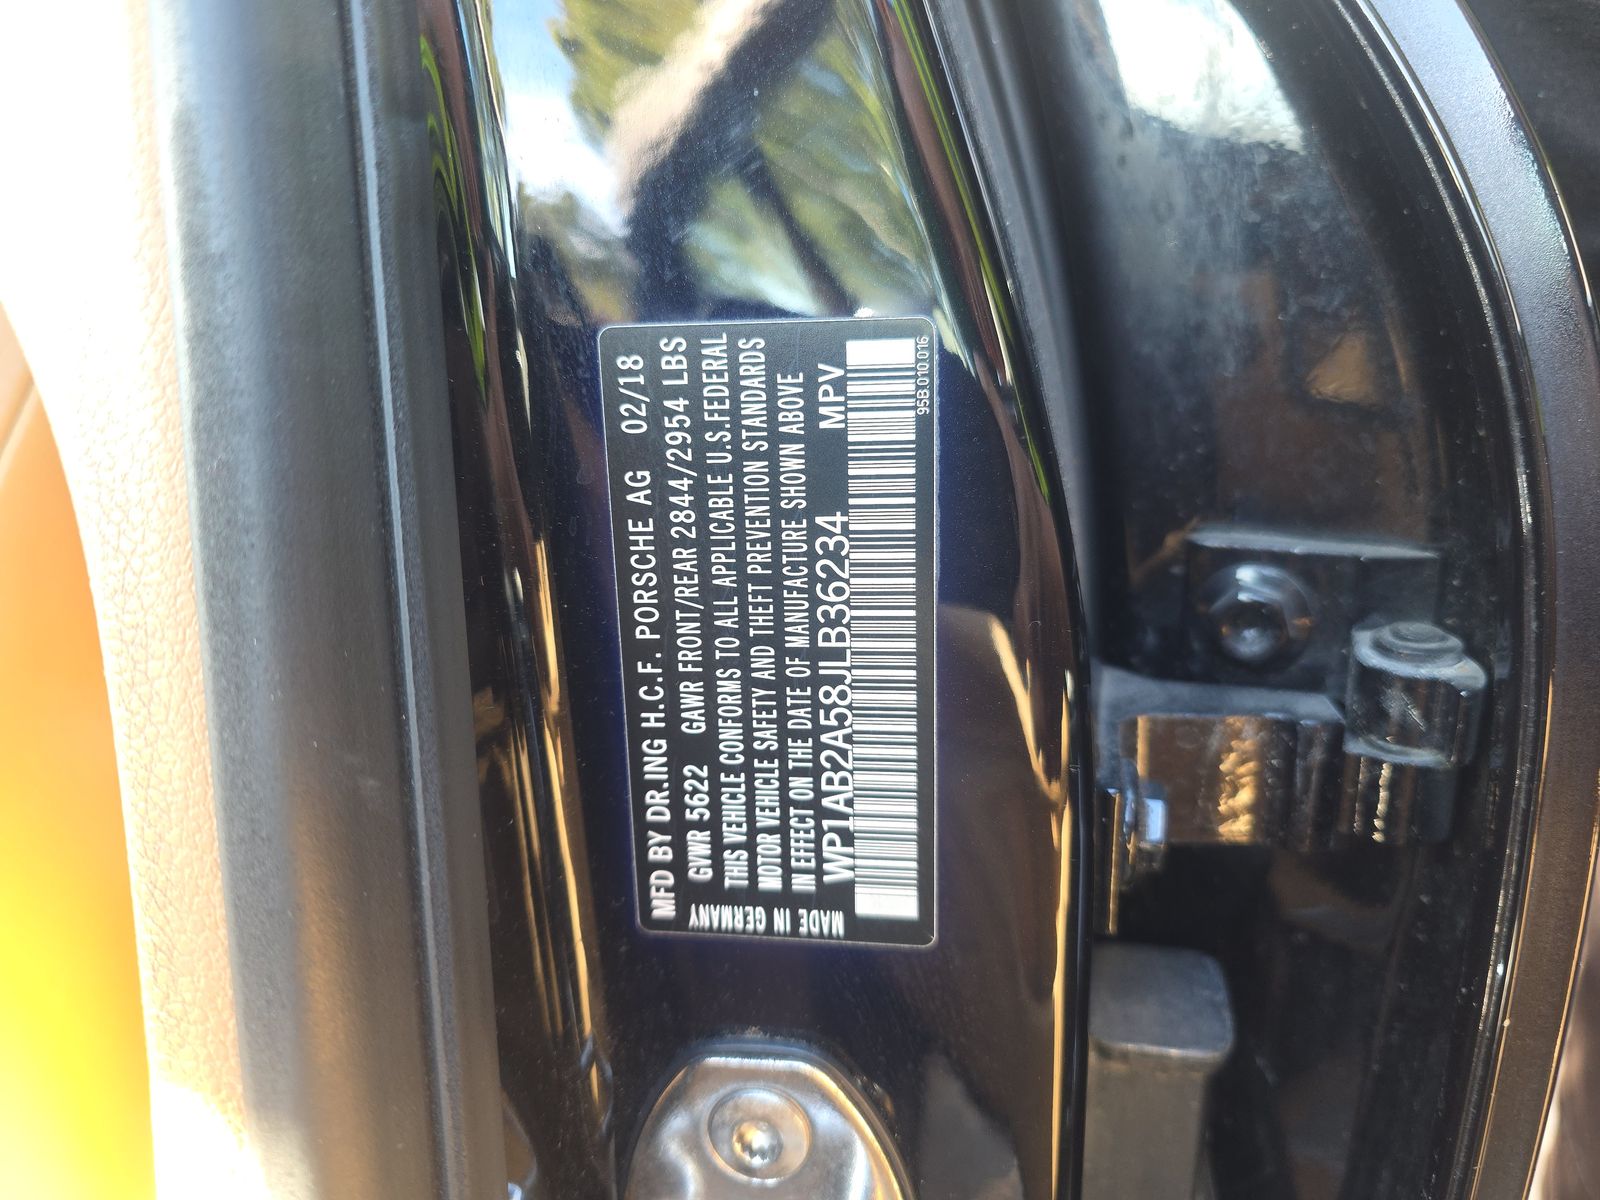 MFD BY DR.ING H.C.F. PORSCHE AG 02/18
GVWR 5622 GAWR FRONT/REAR 2844/2954 LBS
THIS VEHICLE CONFORMS TO ALL APPLICABLE U.S.FEDERAL
MOTOR VEHICLE SAFETY AND THEFT PREVENTION STANDARDS
IN EFFECT ON THE DATE OF MANUFACTURE SHOWN ABOVE
WP1AB2A58JLB36234 MPV
MADE IN GERMANY
95B.010.016